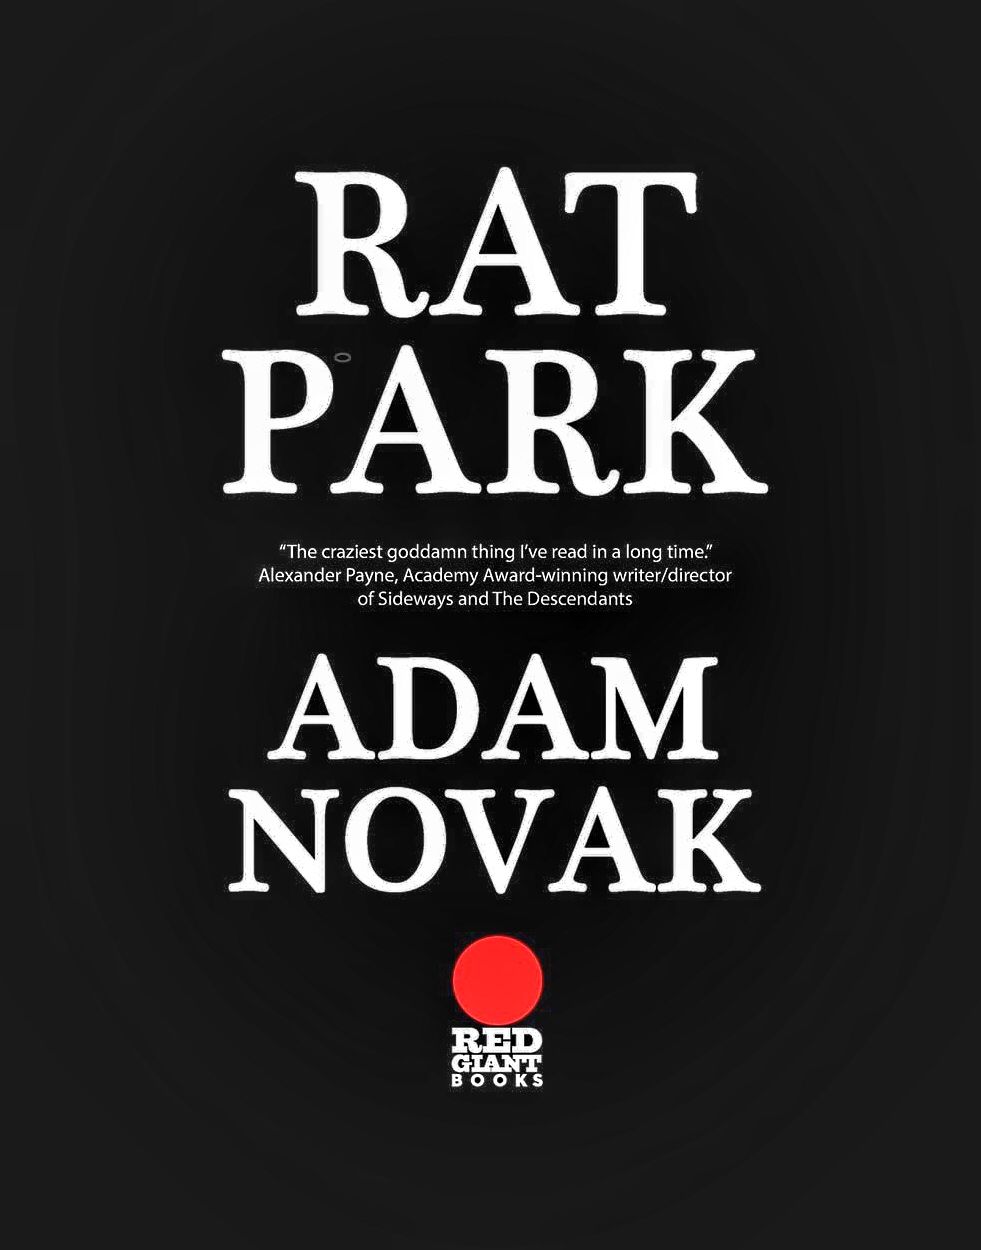 RAT
PARK
“The craziest goddamn thing I’ve read in a long time.”
Alexander Payne, Academy Award-winning writer/director
of Sideways and The Descendants
ADAM
NOVAK
RED
GIANT
BOOKS